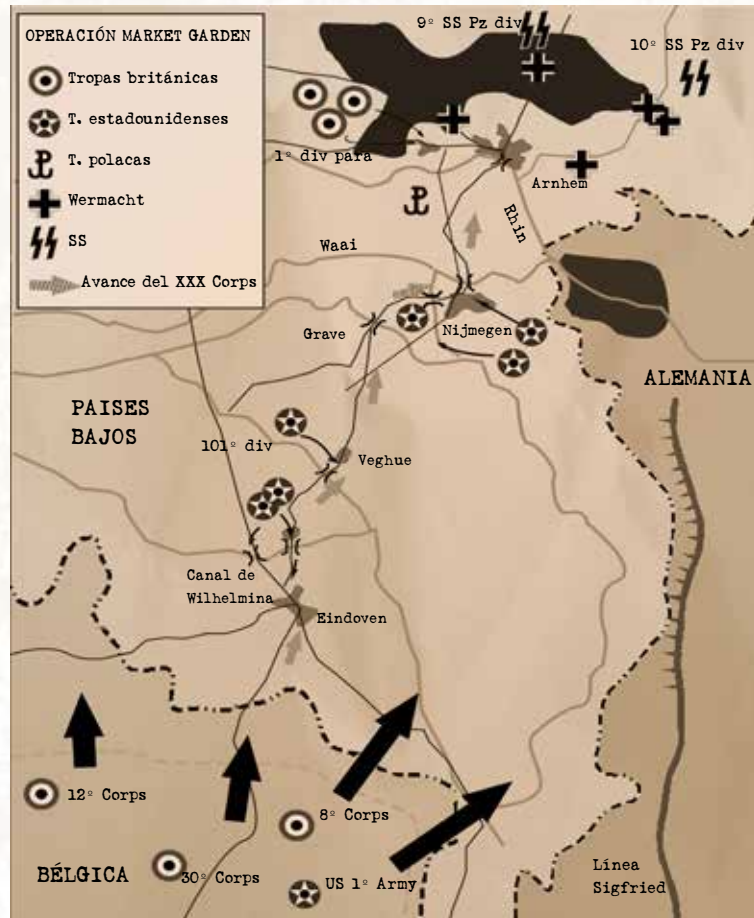 OPERACIÓN MARKET GARDEN
Tropas británicas
T. estadounidenses
T. polacas
Wermacht
SS
Avance del XXX Corps
9º SS Pz div
10º SS Pz div
1º div para
Arnhem
Rhin
Waai
Grave
Nijmegen
ALEMANIA
PAISES
BAJOS
101º div
Veghue
Canal de
Wilhelmina
Eindoven
12º Corps
8º Corps
BÉLGICA
30º Corps
US 1º Army
Línea
Sigfried